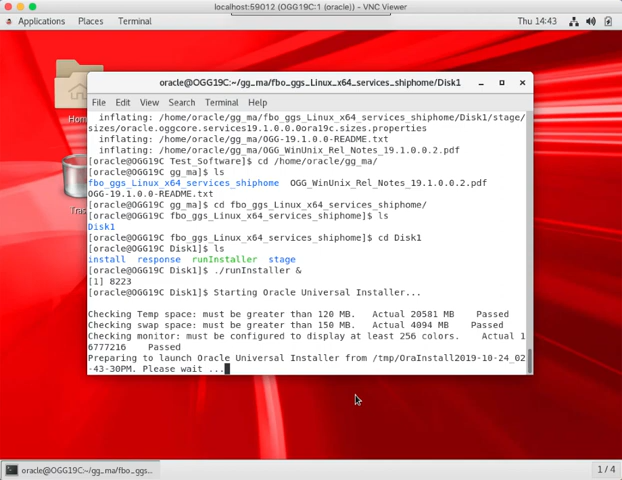 localhost:59012 (OGG19C:1 (oracle)) - VNC Viewer
Applications Places Terminal Thu 14:43
oracle@OGG19C:~/gg_ma/fbo_ggs_Linux_x64_services_shiphome/Disk1
File Edit View Search Terminal Help
inflating: /home/oracle/gg_ma/fbo_ggs_Linux_x64_services_shiphome/Disk1/stage/
sizes/oracle.oggcore.services19.1.0.0.0ora19c.sizes.properties
inflating: /home/oracle/gg_ma/OGG-19.1.0.0-README.txt
inflating: /home/oracle/gg_ma/OGG_WinUnix_Rel_Notes_19.1.0.0.2.pdf
[oracle@OGG19C Test_Software]$ cd /home/oracle/gg_ma/
[oracle@OGG19C gg_ma]$ ls
fbo_ggs_Linux_x64_services_shiphome OGG_WinUnix_Rel_Notes_19.1.0.0.2.pdf
OGG-19.1.0.0-README.txt
[oracle@OGG19C gg_ma]$ cd fbo_ggs_Linux_x64_services_shiphome/
[oracle@OGG19C fbo_ggs_Linux_x64_services_shiphome]$ ls
Disk1
[oracle@OGG19C fbo_ggs_Linux_x64_services_shiphome]$ cd Disk1
[oracle@OGG19C Disk1]$ ls
install response runInstaller stage
[oracle@OGG19C Disk1]$ ./runInstaller &
[1] 8223
[oracle@OGG19C Disk1]$ Starting Oracle Universal Installer...
Checking Temp space: must be greater than 120 MB. Actual 20581 MB Passed
Checking swap space: must be greater than 150 MB. Actual 4094 MB Passed
Checking monitor: must be configured to display at least 256 colors. Actual 1
6777216 Passed
Preparing to launch Oracle Universal Installer from /tmp/OraInstall2019-10-24_02
-43-30PM. Please wait ...
Hom
Tra
oracle@OGG19C:~/gg_ma/fbo_ggs... 1 / 4